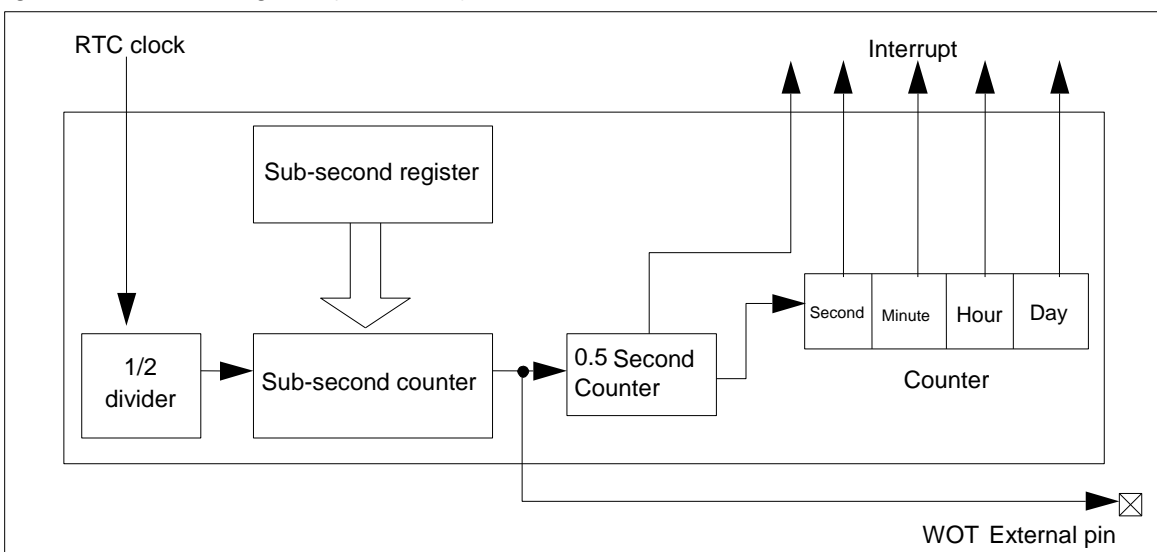 RTC clock
Interrupt
Sub-second register
1/2
divider
Sub-second counter
0.5 Second
Counter
Second
Minute
Hour
Day
Counter
WOT External pin